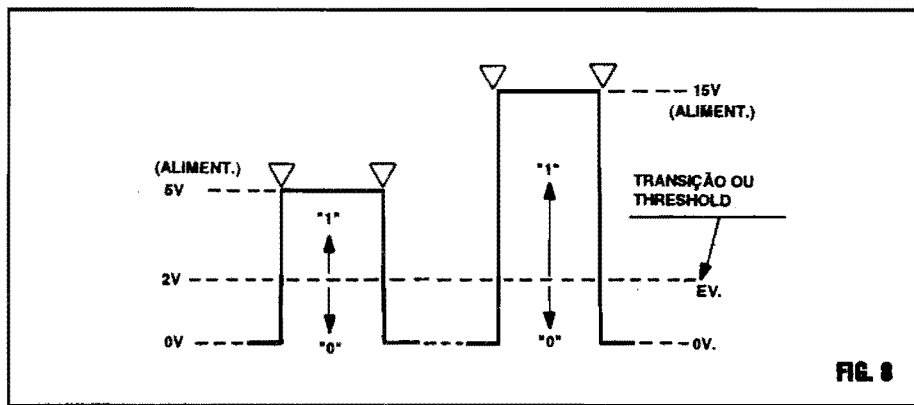 15V
(ALIMENT.)
(ALIMENT.)
5V
"1"
"1"
TRANSIÇÃO OU
THRESHOLD
2V
EV.
0V
"0"
"0"
0V.
FIG. 8